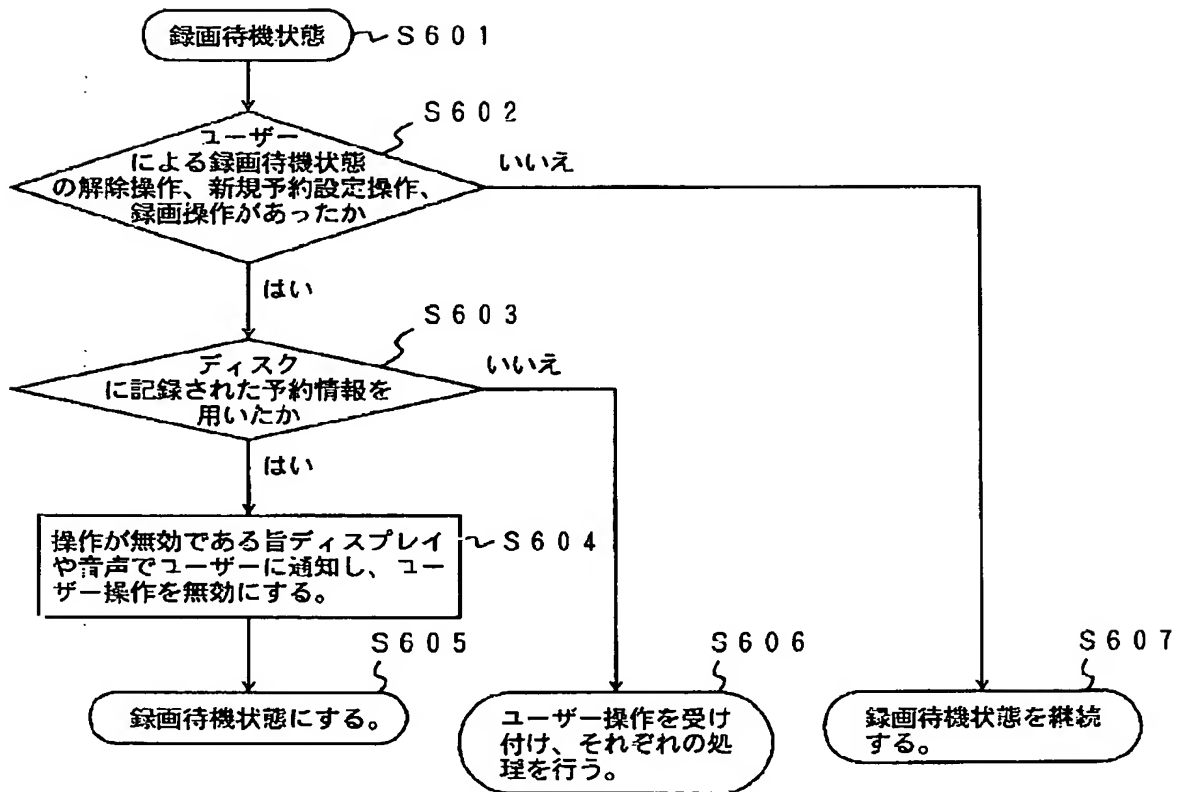 録画待機状態 S601
S602
ユーザー
による録画待機状態
の解除操作、新規予約設定操作、
録画操作があったか
いいえ
はい
S603
ディスク
に記録された予約情報を
用いたか
いいえ
はい
操作が無効である旨ディスプレイ
や音声でユーザーに通知し、ユー
ザー操作を無効にする。
S604
S605
録画待機状態にする。
S606
ユーザー操作を受け
付け、それぞれの処
理を行う。
S607
録画待機状態を継続
する。